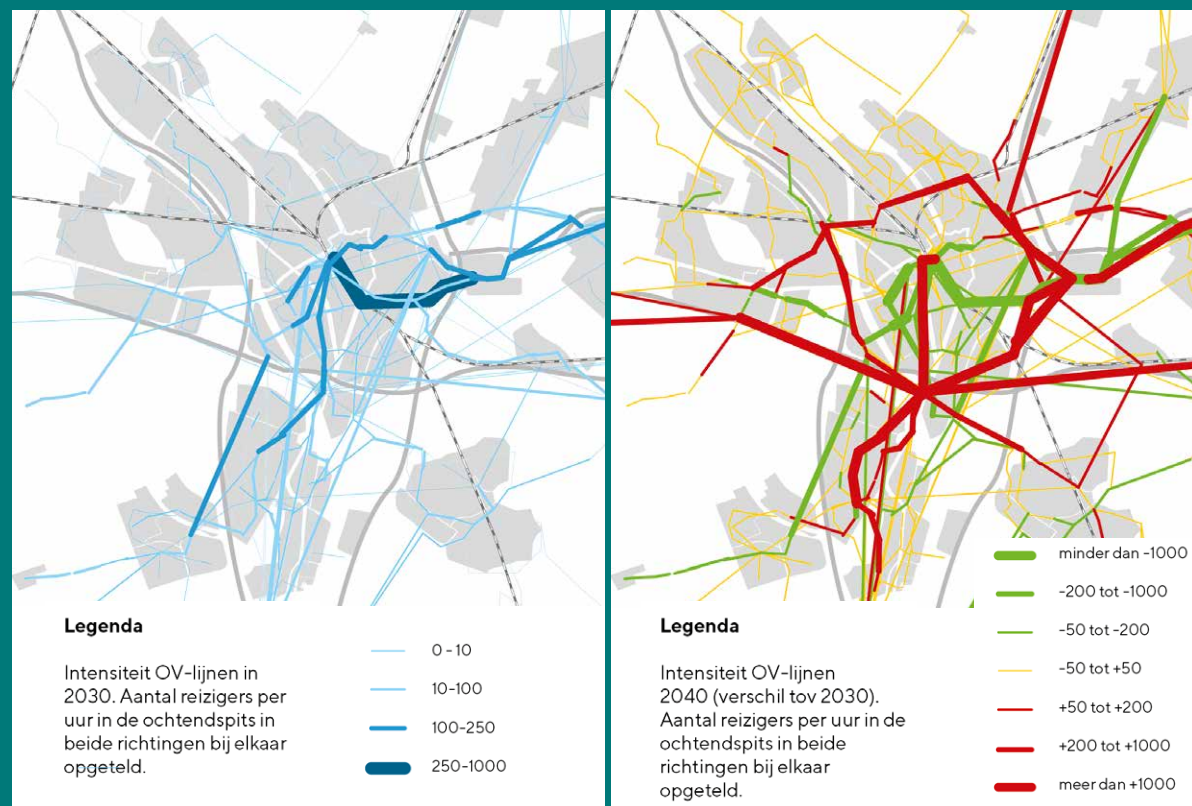 Legenda
Intensiteit OV-lijnen in
2030. Aantal reizigers per
uur in de ochtendspits in
beide richtingen bij elkaar
opgeteld.
0 - 10
10-100
100-250
250-1000
Legenda
Intensiteit OV-lijnen
2040 (verschil tov 2030).
Aantal reizigers per uur in de
ochtendspits in beide
richtingen bij elkaar
opgeteld.
minder dan -1000
-200 tot -1000
-50 tot -200
-50 tot +50
+50 tot +200
+200 tot +1000
meer dan +1000